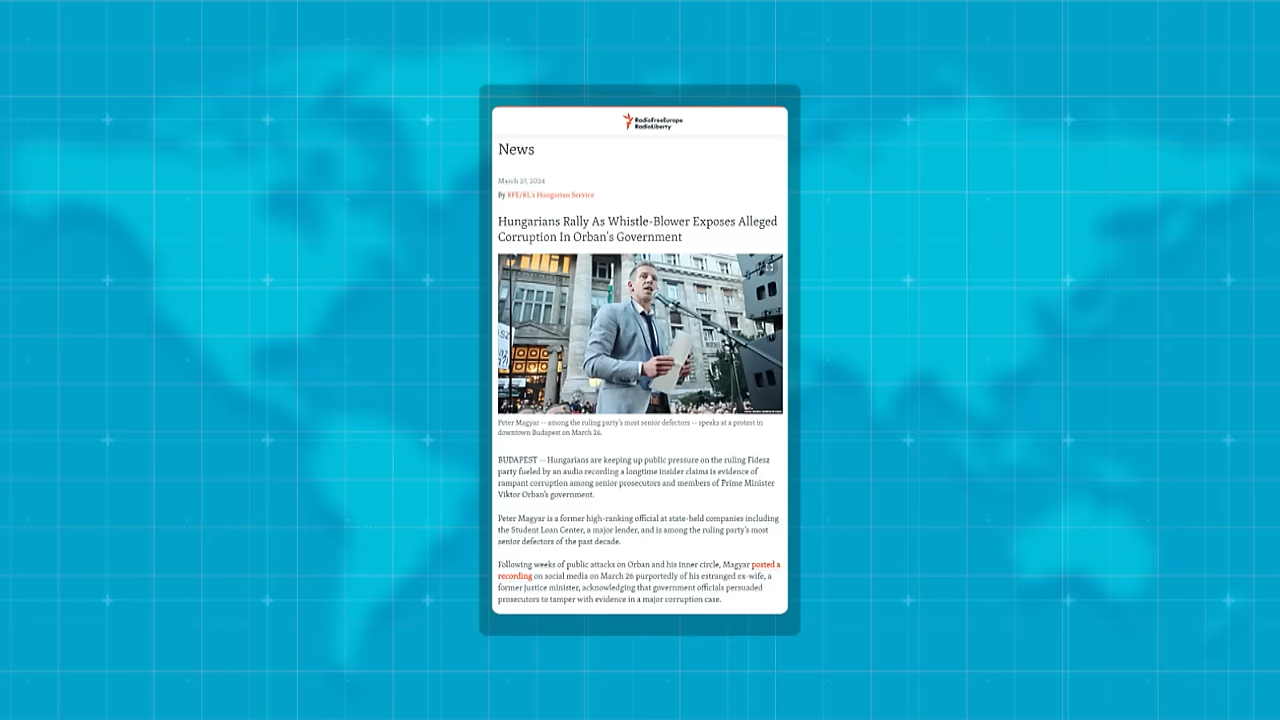 RadioFreeEurope
RadioLiberty
News
March 27, 2024
By RFE/RL's Hungarian Service
Hungarians Rally As Whistle-Blower Exposes Alleged
Corruption In Orban's Government
Peter Magyar -- among the ruling party's most senior defectors -- speaks at a protest in
downtown Budapest on March 26.
BUDAPEST -- Hungarians are keeping up public pressure on the ruling Fidesz
party fueled by an audio recording a longtime insider claims is evidence of
rampant corruption among senior prosecutors and members of Prime Minister
Viktor Orban's government.
Peter Magyar is a former high-ranking official at state-held companies including
the Student Loan Center, a major lender, and is among the ruling party's most
senior defectors of the past decade.
Following weeks of public attacks on Orban and his inner circle, Magyar posted a
recording on social media on March 26 purportedly of his estranged ex-wife, a
former justice minister, acknowledging that government officials persuaded
prosecutors to tamper with evidence in a major corruption case.